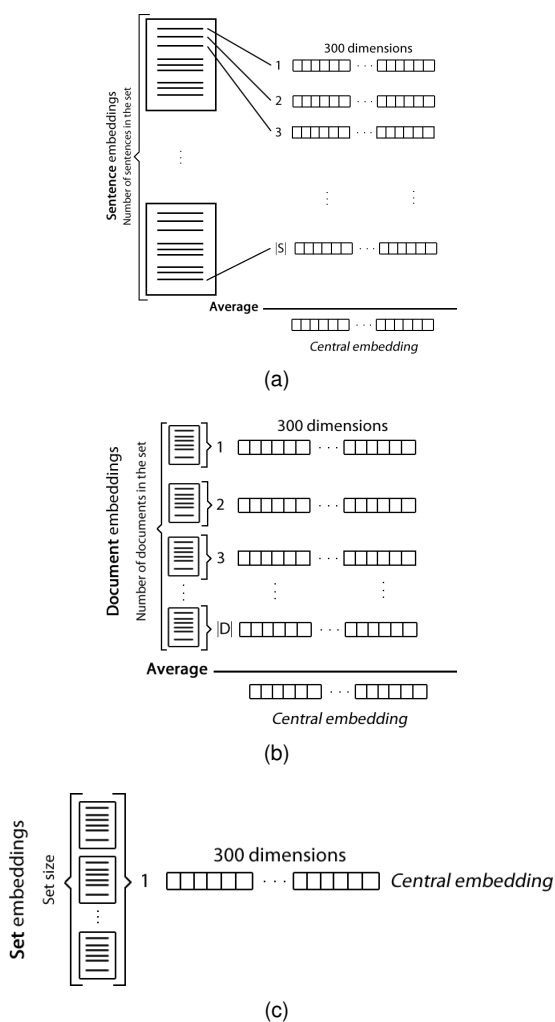 Sentence embeddings
Number of sentences in the set
300 dimensions
1
2
3
|S|
Average
Central embedding
(a)
Document embeddings
Number of documents in the set
300 dimensions
1
2
3
|D|
Average
Central embedding
(b)
Set embeddings
Set size
300 dimensions
1
Central embedding
(c)